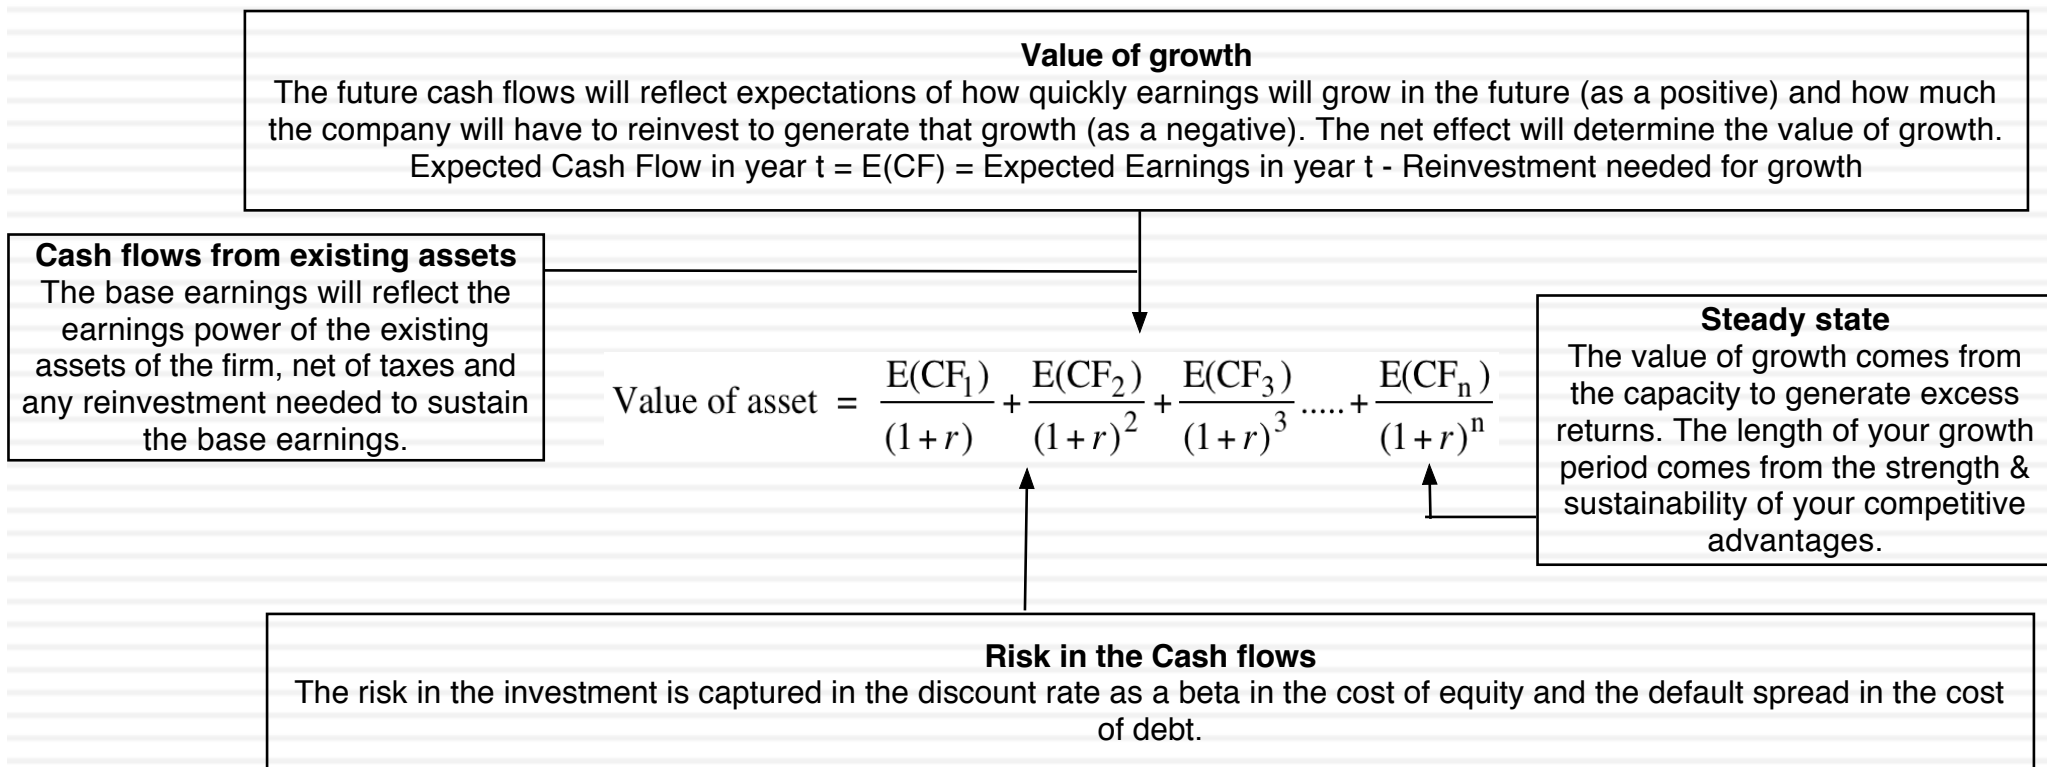 Value of growth
The future cash flows will reflect expectations of how quickly earnings will grow in the future (as a positive) and how much
the company will have to reinvest to generate that growth (as a negative). The net effect will determine the value of growth.
Expected Cash Flow in year t = E(CF) = Expected Earnings in year t - Reinvestment needed for growth
Cash flows from existing assets
The base earnings will reflect the
earnings power of the existing
assets of the firm, net of taxes and
any reinvestment needed to sustain
the base earnings.
Value of asset = E(CF₁)/(1+r) + E(CF₂)/(1+r)² + E(CF₃)/(1+r)³ ..... + E(CFₙ)/(1+r)ⁿ
Steady state
The value of growth comes from
the capacity to generate excess
returns. The length of your growth
period comes from the strength &
sustainability of your competitive
advantages.
Risk in the Cash flows
The risk in the investment is captured in the discount rate as a beta in the cost of equity and the default spread in the cost
of debt.